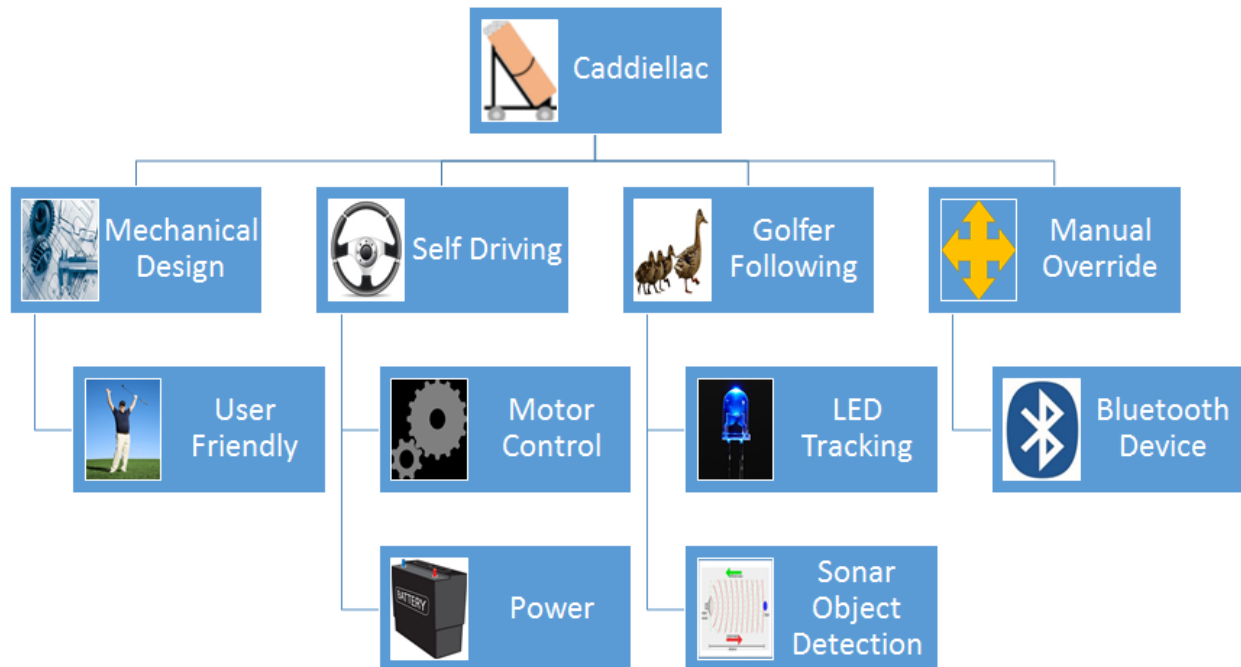 Caddiellac
Mechanical
Design
Self Driving
Golfer
Following
Manual
Override
User
Friendly
Motor
Control
LED
Tracking
Bluetooth
Device
BATTERY
Power
Sonar
Object
Detection